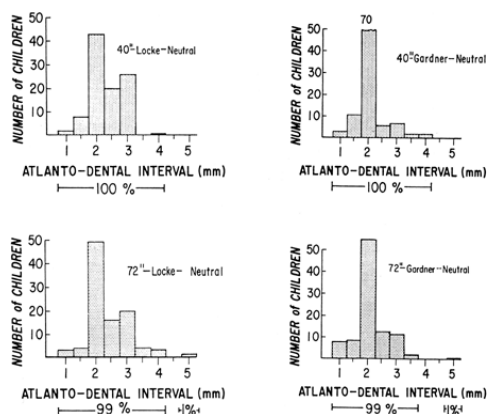 NUMBER of CHILDREN
50
40
30
20
10
40"-Locke-Neutral
1 2 3 4 5
ATLANTO-DENTAL INTERVAL (mm)
100 %
NUMBER of CHILDREN
70
50
40
30
20
10
40" Gardner-Neutral
1 2 3 4 5
ATLANTO-DENTAL INTERVAL (mm)
100 %
NUMBER of CHILDREN
50
40
30
20
10
72"-Locke- Neutral
1 2 3 4 5
ATLANTO-DENTAL INTERVAL (mm)
99 % 1%
NUMBER of CHILDREN
50
40
30
20
10
72"-Gardner-Neutral
1 2 3 4 5
ATLANTO-DENTAL INTERVAL (mm)
99 % 1%